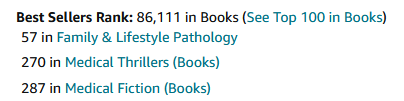 Best Sellers Rank: 86,111 in Books (See Top 100 in Books)
57 in Family & Lifestyle Pathology
270 in Medical Thrillers (Books)
287 in Medical Fiction (Books)